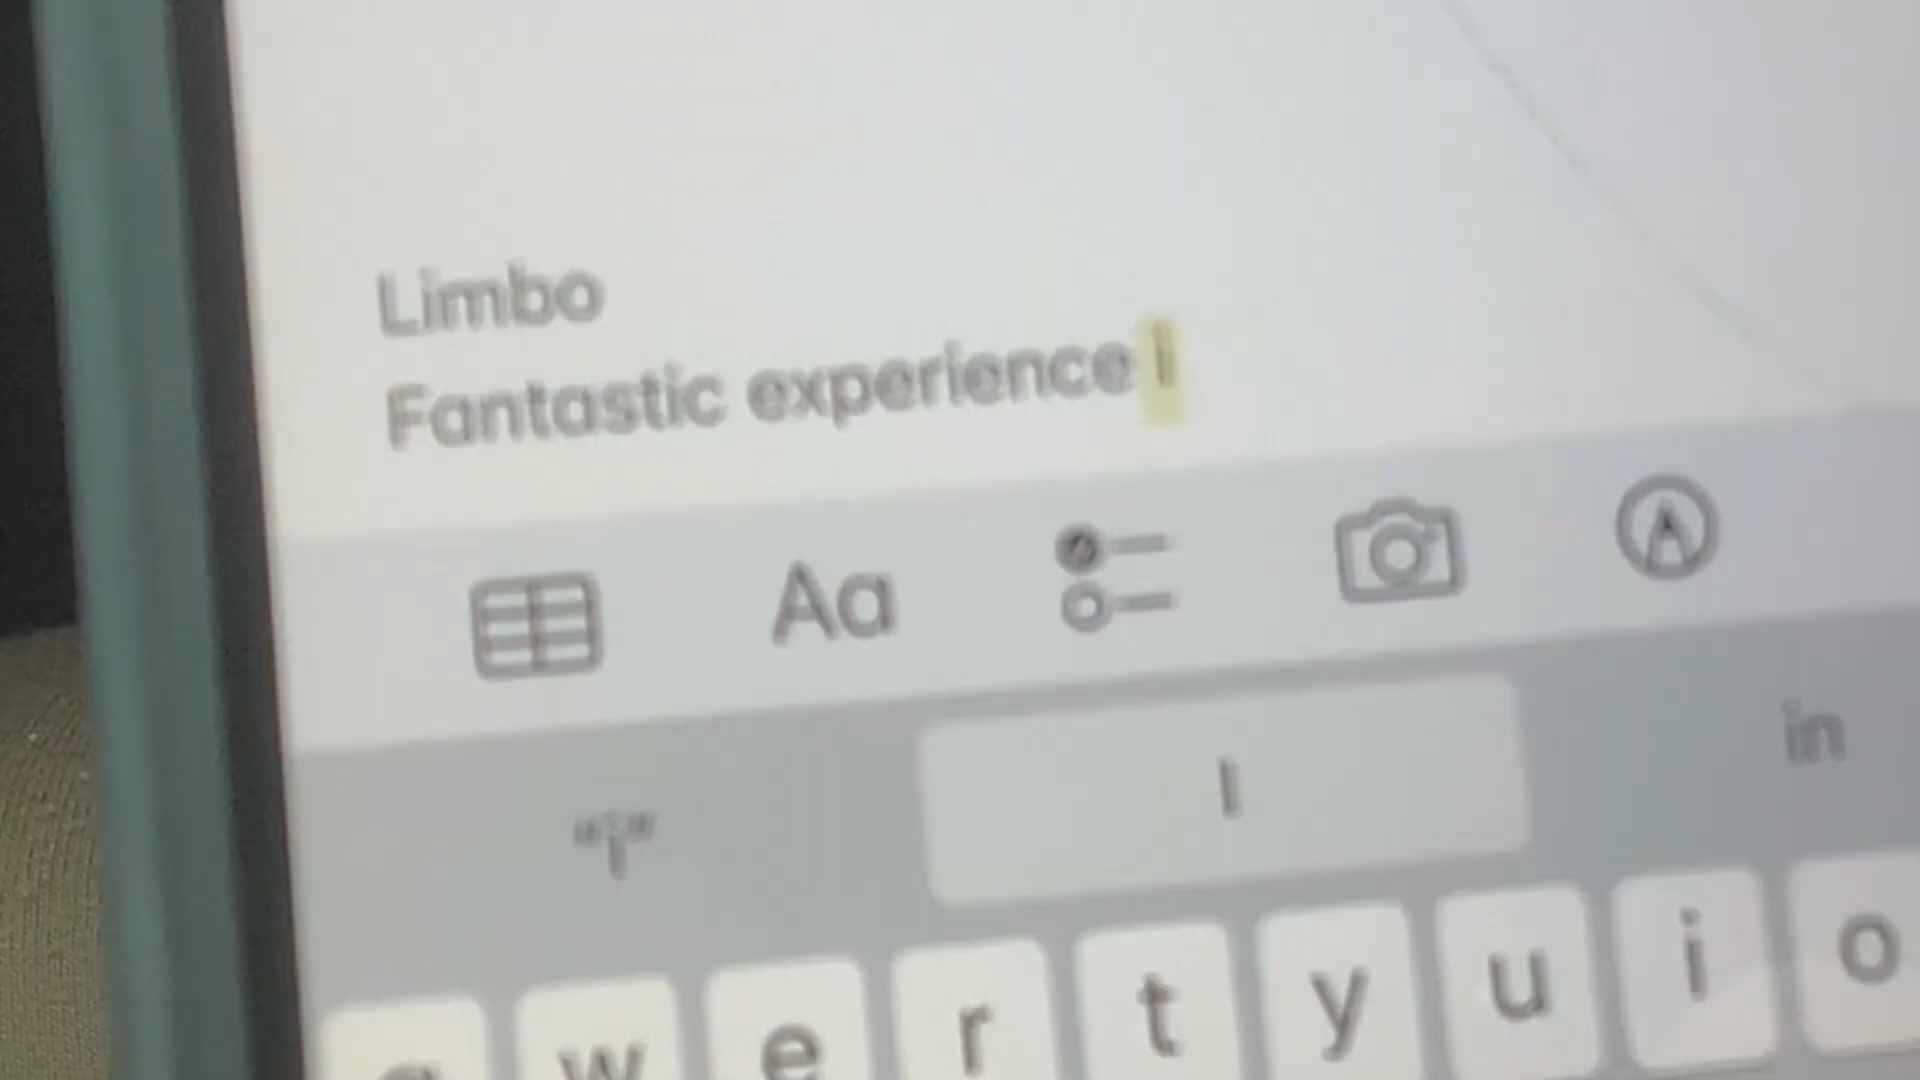 Limbo
Fantastic experience I
Aa
"i" I in
w e r t y u i o